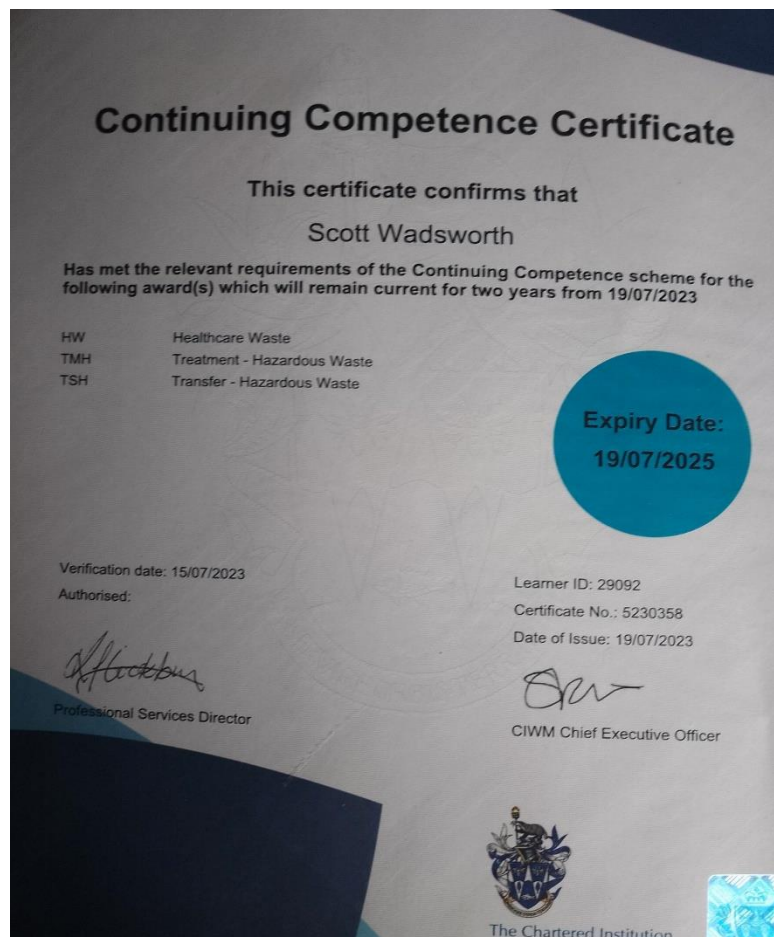 Continuing Competence Certificate
This certificate confirms that
Scott Wadsworth
Has met the relevant requirements of the Continuing Competence scheme for the
following award(s) which will remain current for two years from 19/07/2023
HW Healthcare Waste
TMH Treatment - Hazardous Waste
TSH Transfer - Hazardous Waste
Expiry Date:
19/07/2025
Verification date: 15/07/2023
Authorised:
Professional Services Director
Learner ID: 29092
Certificate No.: 5230358
Date of Issue: 19/07/2023
CIWM Chief Executive Officer
The Chartered Institution